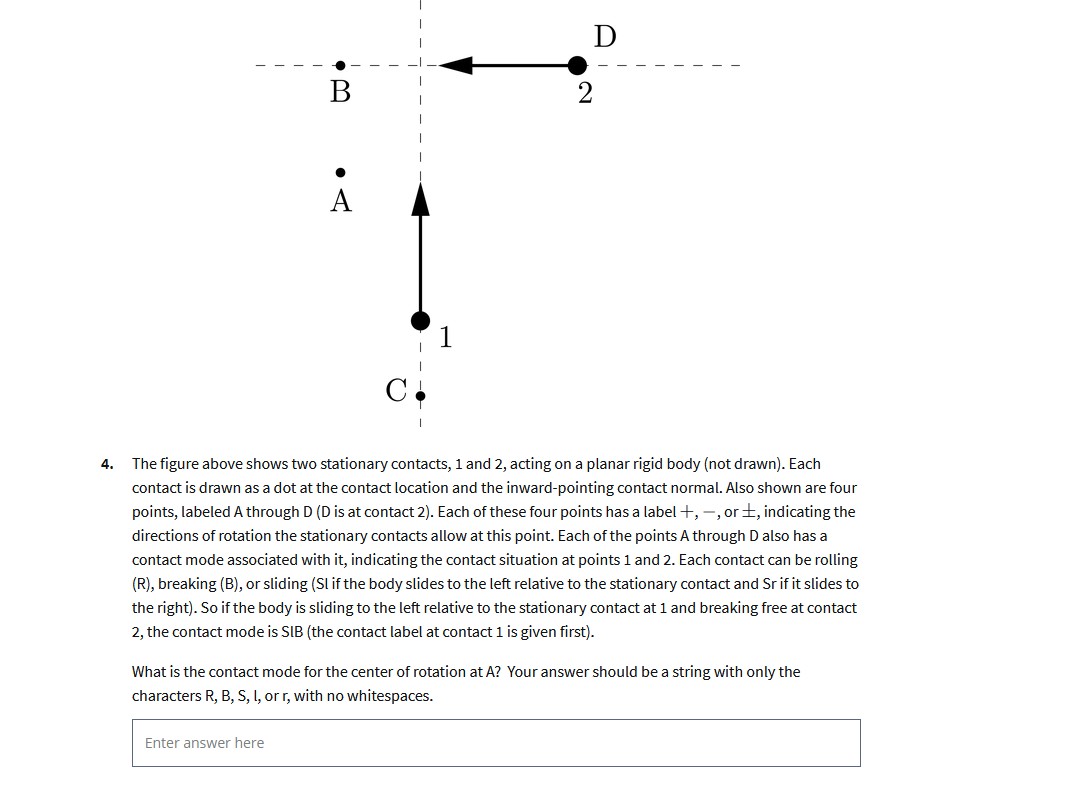 D
B
2
A
1
C
4. The figure above shows two stationary contacts, 1 and 2, acting on a planar rigid body (not drawn). Each
contact is drawn as a dot at the contact location and the inward-pointing contact normal. Also shown are four
points, labeled A through D (D is at contact 2). Each of these four points has a label +, −, or ±, indicating the
directions of rotation the stationary contacts allow at this point. Each of the points A through D also has a
contact mode associated with it, indicating the contact situation at points 1 and 2. Each contact can be rolling
(R), breaking (B), or sliding (Sl if the body slides to the left relative to the stationary contact and Sr if it slides to
the right). So if the body is sliding to the left relative to the stationary contact at 1 and breaking free at contact
2, the contact mode is SlB (the contact label at contact 1 is given first).
What is the contact mode for the center of rotation at A? Your answer should be a string with only the
characters R, B, S, l, or r, with no whitespaces.
Enter answer here